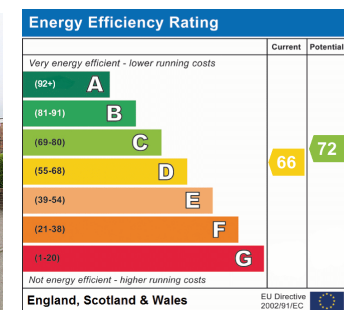 Energy Efficiency Rating
Current Potential
Very energy efficient - lower running costs
(92+) A
(81-91) B
(69-80) C
72
(55-68) D
66
(39-54) E
(21-38) F
(1-20) G
Not energy efficient - higher running costs
England, Scotland & Wales
EU Directive
2002/91/EC